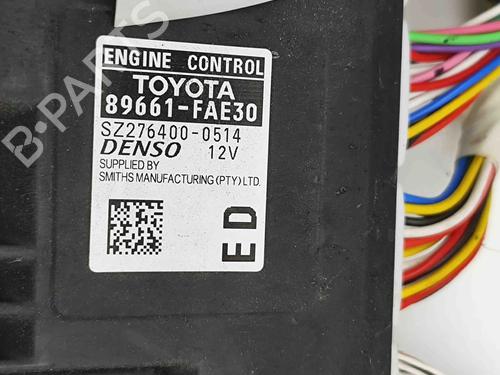 ENGINE CONTROL
TOYOTA
89661-FAE30
SZ276400-0514
DENSO 12V
SUPPLIED BY
SMITHS MANUFACTURING (PTY) LTD.
ED
B-PARTS